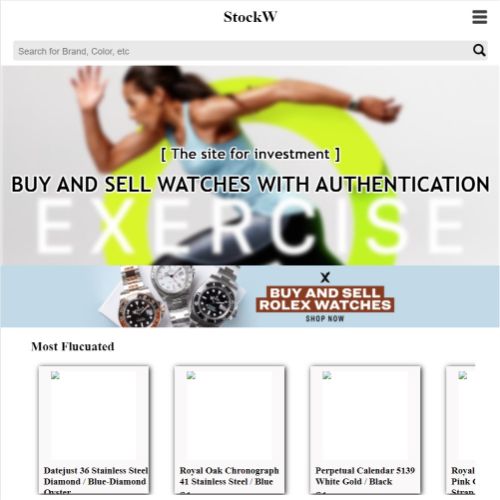 StockW
Search for Brand, Color, etc
[ The site for investment ]
BUY AND SELL WATCHES WITH AUTHENTICATION
EXERCISE
X
BUY AND SELL
ROLEX WATCHES
SHOP NOW
Most Flucuated
Datejust 36 Stainless Steel
Diamond / Blue-Diamond
Oyster
Royal Oak Chronograph
41 Stainless Steel / Blue
Perpetual Calendar 5139
White Gold / Black
Royal
Pink G
Strap